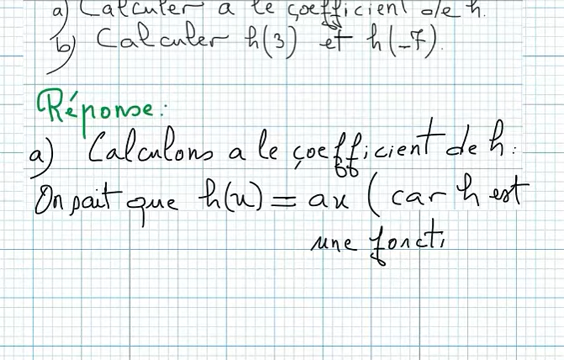 a) Calculer a le coefficient de h.
b) Calculer h(3) et h(-7).
Réponse:
a) Calculons a le coefficient de h:
On sait que h(x) = ax (car h est
une foncti